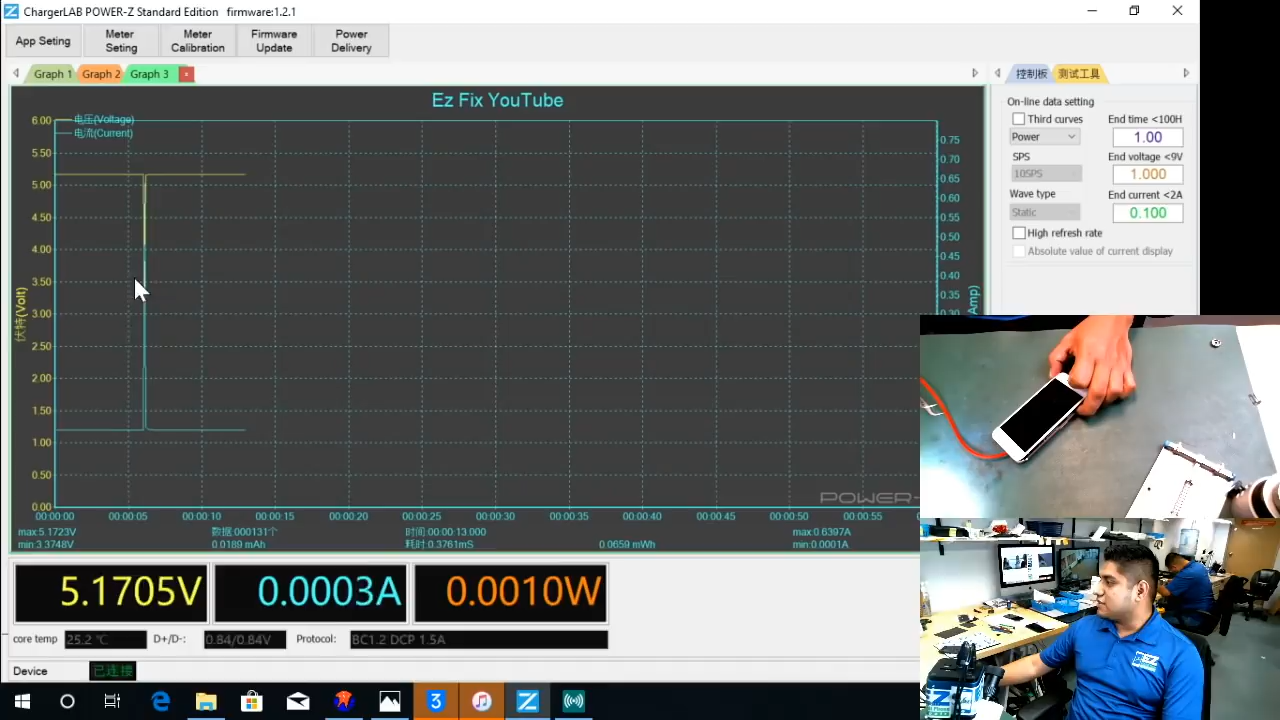 ChargerLAB POWER-Z Standard Edition firmware:1.2.1
App Seting
Meter Seting
Meter Calibration
Firmware Update
Power Delivery
Graph 1
Graph 2
Graph 3
x
控制板
测试工具
Ez Fix YouTube
电压(Voltage)
电流(Current)
6.00
5.50
5.00
4.50
4.00
3.50
3.00
2.50
2.00
1.50
1.00
0.50
0.00
伏特(Volt)
0.75
0.70
0.65
0.60
0.55
0.50
0.45
0.40
0.35
0.30
Amp)
00:00:00
00:00:05
00:00:10
00:00:15
00:00:20
00:00:25
00:00:30
00:00:35
00:00:40
00:00:45
00:00:50
00:00:55
POWER-
max:5.1723V
数据:000131个
时间:00:00:13.000
max:0.6397A
min:3.3748V
0.0189 mAh
耗时:0.3761mS
0.0659 mWh
min:0.0001A
On-line data setting
Third curves
End time <100H
Power
1.00
SPS
End voltage <9V
10SPS
1.000
Wave type
End current <2A
Static
0.100
High refresh rate
Absolute value of current display
5.1705V
0.0003A
0.0010W
core temp
25.2 ℃
D+/D-:
0.84/0.84V
Protocol:
BC1.2 DCP 1.5A
Device
已连接
3
EZ